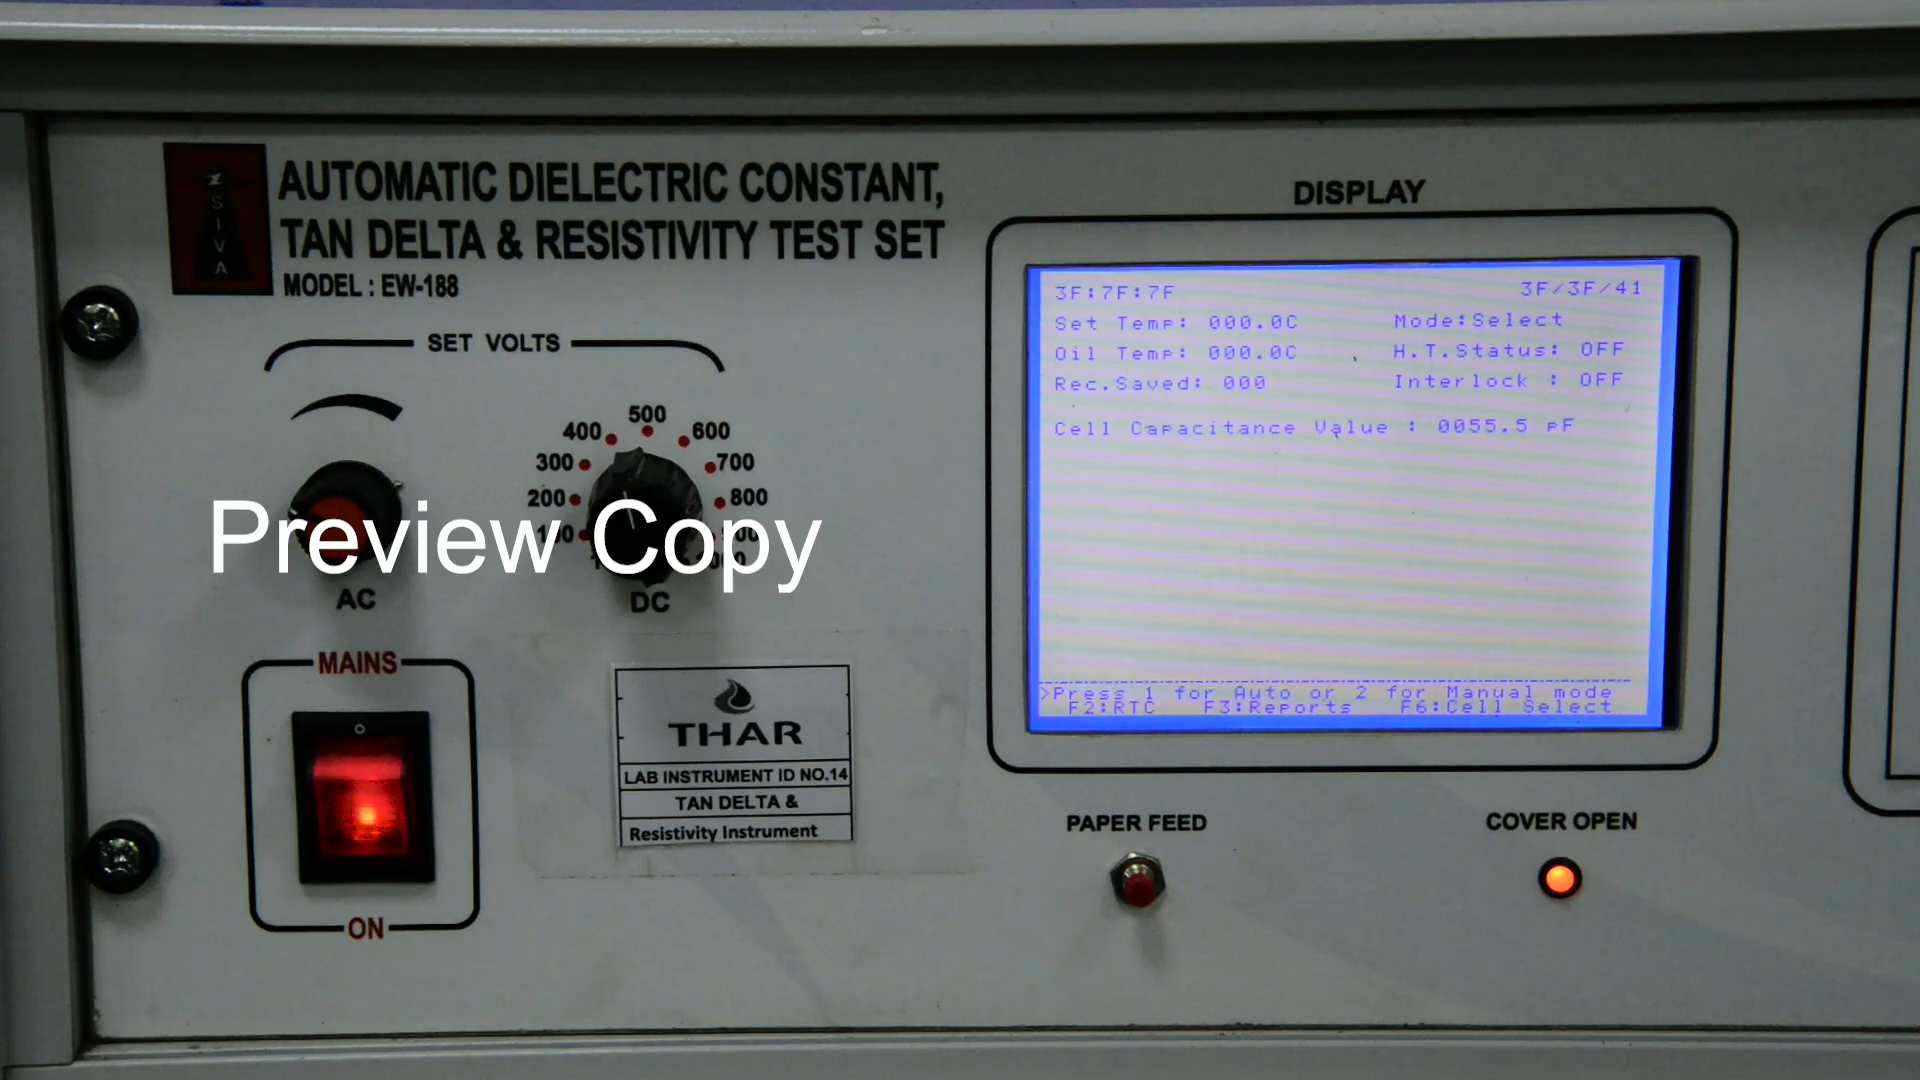 SIVA
AUTOMATIC DIELECTRIC CONSTANT,
TAN DELTA & RESISTIVITY TEST SET
MODEL : EW-188
SET VOLTS
500
400 600
300 700
200 800
100
AC
DC
Preview Copy
MAINS
ON
THAR
LAB INSTRUMENT ID NO.14
TAN DELTA &
Resistivity Instrument
DISPLAY
3F:7F:7F 3F/3F/41
Set Temp: 000.0C Mode:Select
Oil Temp: 000.0C H.T.Status: OFF
Rec.Saved: 000 Interlock : OFF
Cell Capacitance Value : 0055.5 pF
>Press 1 for Auto or 2 for Manual mode
F2:RTC F3:Reports F6:Cell Select
PAPER FEED
COVER OPEN